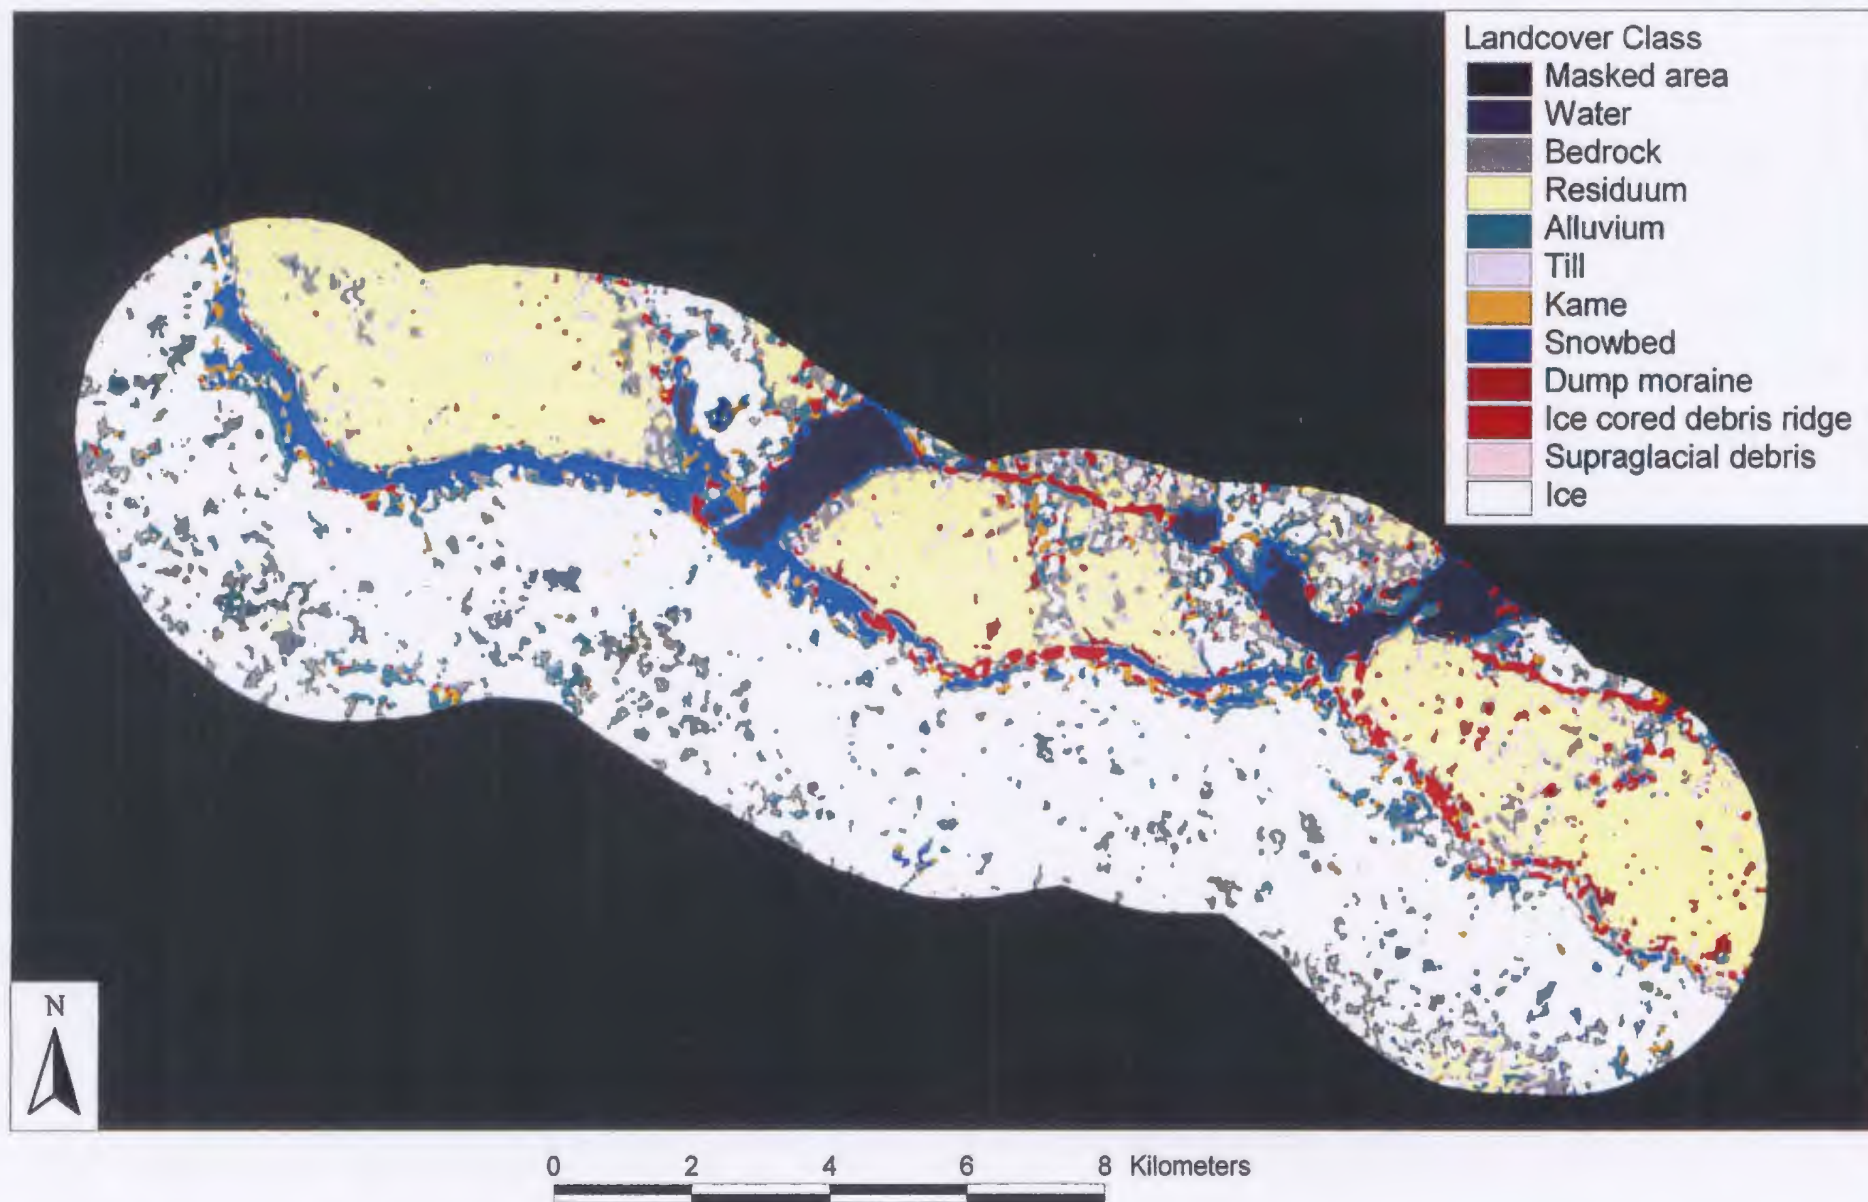 Landcover Class
Masked area
Water
Bedrock
Residuum
Alluvium
Till
Kame
Snowbed
Dump moraine
Ice cored debris ridge
Supraglacial debris
Ice
N
0 2 4 6 8 Kilometers